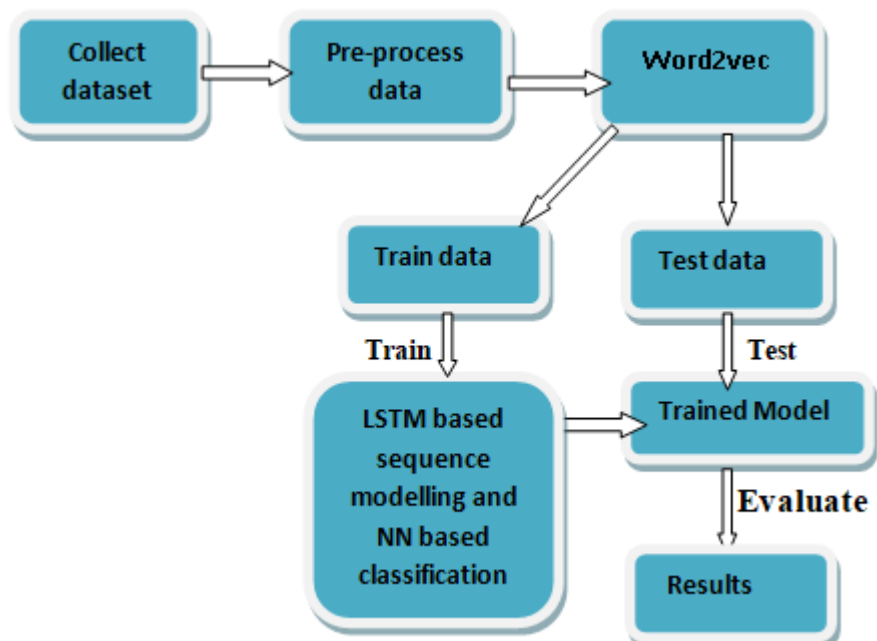 Collect
dataset
Pre-process
data
Word2vec
Train data
Test data
Train
Test
LSTM based
sequence
modelling and
NN based
classification
Trained Model
Evaluate
Results